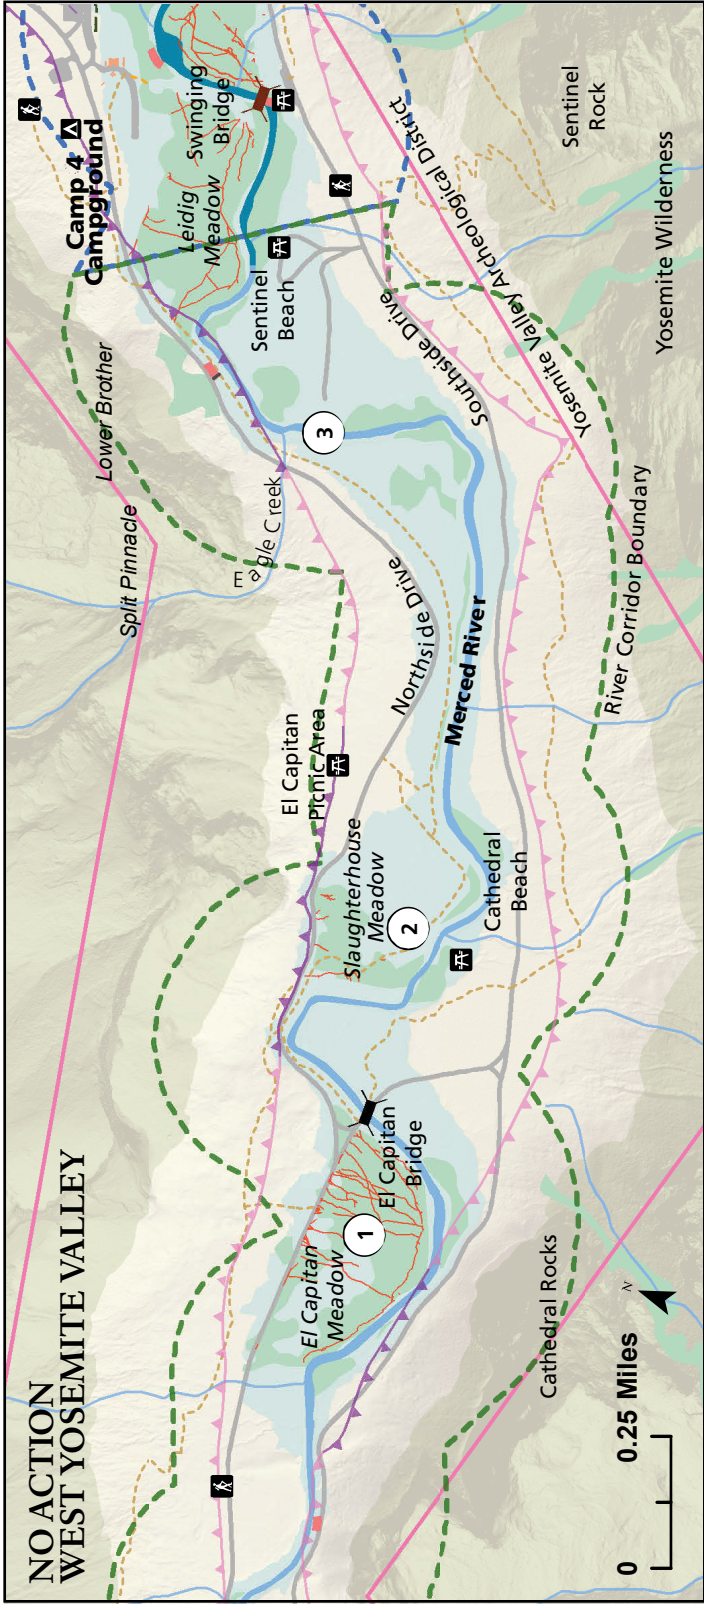 NO ACTION
WEST YOSEMITE VALLEY
Camp 4
Campground
Swinging
Bridge
Leidig
Meadow
Sentinel
Beach
Sentinel
Rock
Yosemite Wilderness
Yosemite Valley Archeological District
Southside Drive
Lower Brother
Split Pinnacle
Eagle Creek
3
Northside Drive
Merced River
River Corridor Boundary
El Capitan
Picnic Area
Slaughterhouse
Meadow
2
Cathedral
Beach
El Capitan
Bridge
1
El Capitan
Meadow
Cathedral Rocks
N
0 0.25 Miles